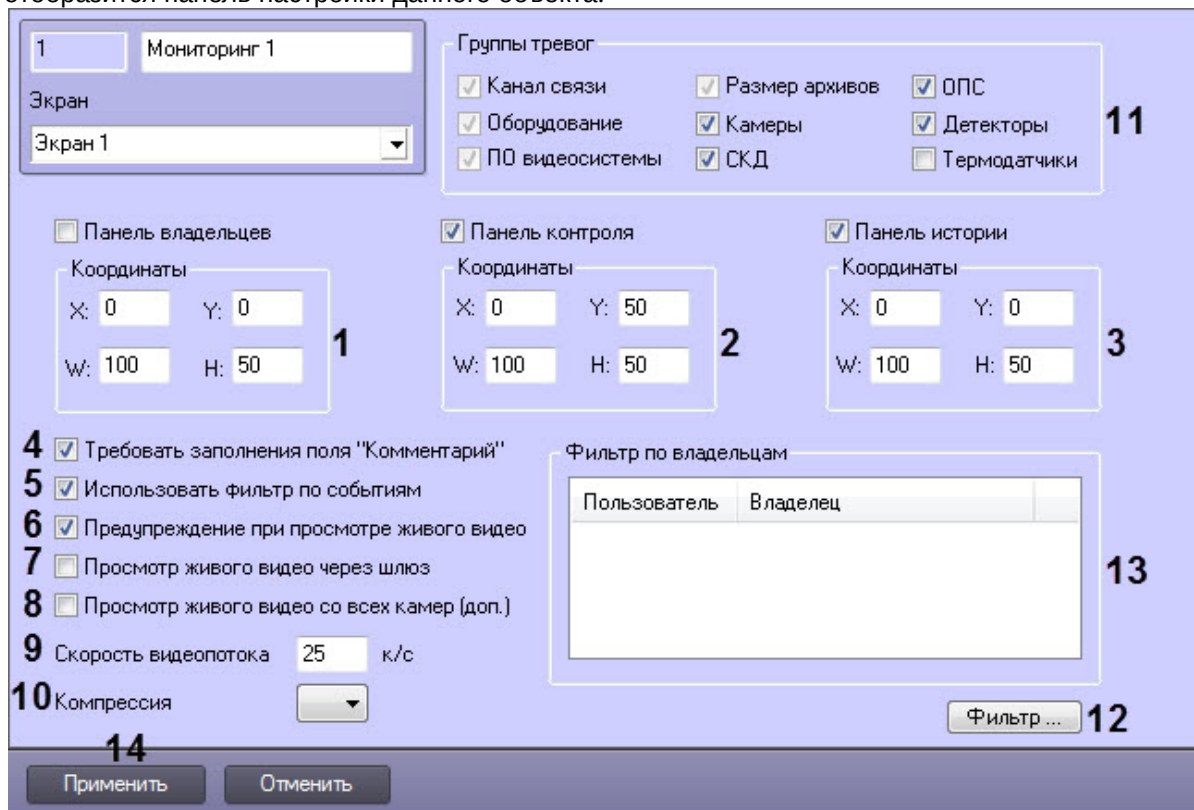 отобразится панель настройки данного объекта.
1 Мониторинг 1
Экран
Экран 1
Группы тревог
Канал связи Размер архивов ОПС
Оборудование Камеры Детекторы 11
ПО видеосистемы СКД Термодатчики
Панель владельцев Панель контроля Панель истории
Координаты Координаты Координаты
X: 0 Y: 0 X: 0 Y: 50 X: 0 Y: 0
1 2 3
W: 100 H: 50 W: 100 H: 50 W: 100 H: 50
4 Требовать заполнения поля "Комментарий"
5 Использовать фильтр по событиям
6 Предупреждение при просмотре живого видео
7 Просмотр живого видео через шлюз
8 Просмотр живого видео со всех камер (доп.)
9 Скорость видеопотока 25 к/с
10 Компрессия
Фильтр по владельцам
Пользователь Владелец
13
Фильтр ... 12
14
Применить Отменить